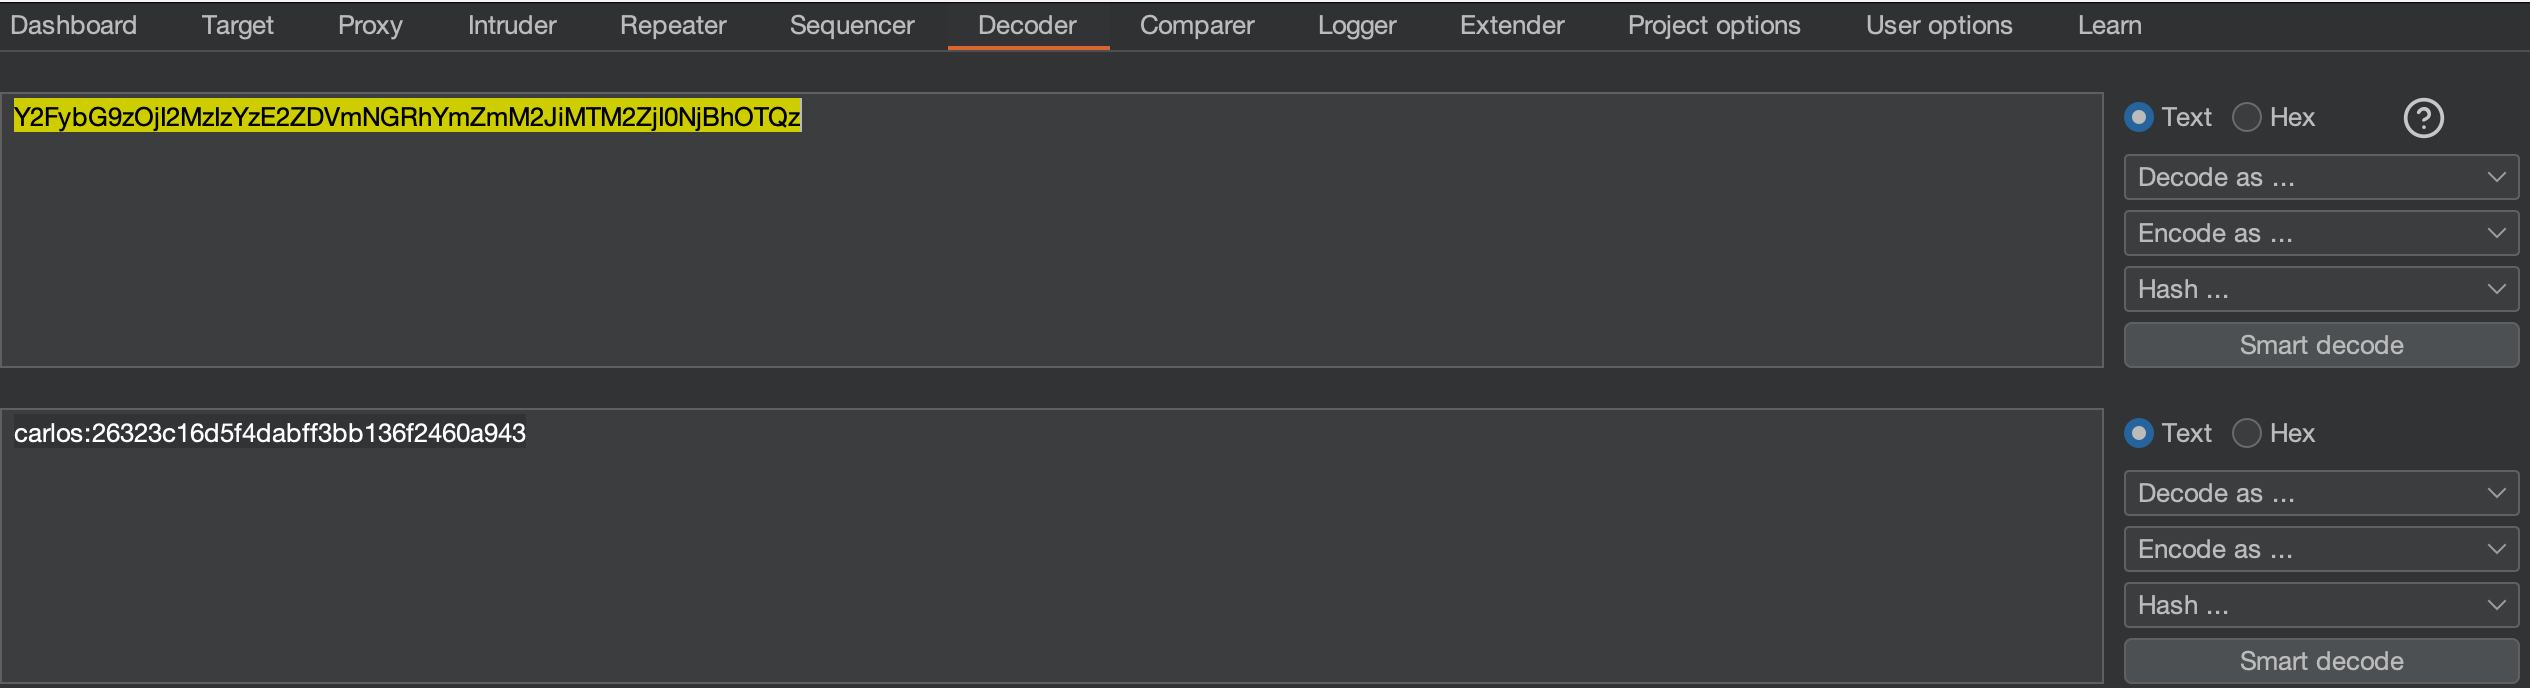 Dashboard Target Proxy Intruder Repeater Sequencer Decoder Comparer Logger Extender Project options User options Learn
Y2FybG9zOjI2MzIzYzE2ZDVmNGRhYmZmM2JiMTM2ZjI0NjBhOTQz
Text Hex ?
Decode as ...
Encode as ...
Hash ...
Smart decode
carlos:26323c16d5f4dabff3bb136f2460a943
Text Hex
Decode as ...
Encode as ...
Hash ...
Smart decode